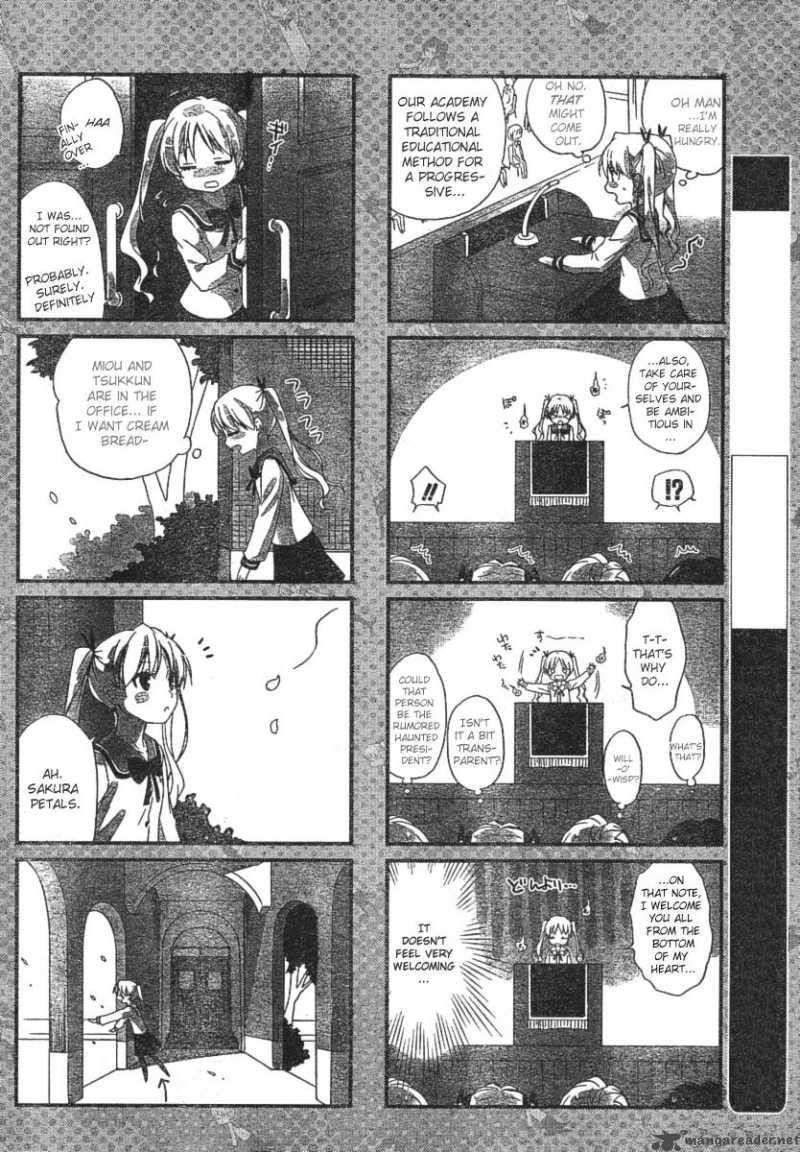 OH MAN
...I'M
REALLY
HUNGRY.
OH NO.
THAT
MIGHT
COME
OUT.
OUR ACADEMY
FOLLOWS A
TRADITIONAL
EDUCATIONAL
METHOD FOR
A PROGRES-
SIVE...
...ALSO,
TAKE CARE
OF YOUR-
SELVES AND
BE AMBI-
TIOUS IN
...
!?
!!
T-T-
THAT'S
WHY
DO...
WHAT'S
THAT?
WILL
-O'
-WISP?
ISN'T
IT A BIT
TRANS-
PARENT?
COULD
THAT
PERSON
BE THE
RUMORED
HAUNTED
PRESI-
DENT?
...ON
THAT NOTE,
I WELCOME
YOU ALL
FROM THE
BOTTOM
OF MY
HEART...
どんより...
IT
DOESN'T
FEEL VERY
WELCOMING
...
HAA
FIN-
ALLY
OVER
...
I WAS...
NOT FOUND
OUT RIGHT?
PROBABLY.
SURELY.
DEFINITELY
MIOU AND
TSUKKUN
ARE IN THE
OFFICE... IF
I WANT CREAM
BREAD-
AH.
SAKURA
PETALS.
mangareader.net